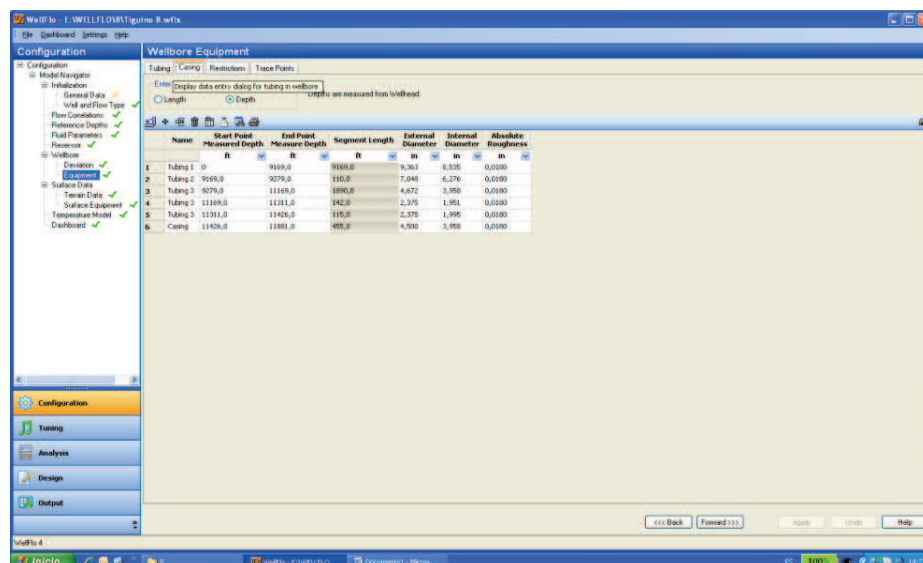 WellFlo - E:\WELLFLO\8\Tiguino 8.wflx
File Dashboard Settings Help
Configuration
Wellbore Equipment
Configuration
Model Navigator
Initialization
General Data
Well and Flow Type
Flow Correlations
Reference Depths
Fluid Parameters
Reservoir
Wellbore
Deviation
Equipment
Surface Data
Terrain Data
Surface Equipment
Temperature Model
Dashboard
Tubing Casing Restrictions Trace Points
Enter
Display data entry dialog for tubing in wellbore
Length Depth
Depths are measured from Wellhead
Name Start Point Measured Depth End Point Measure Depth Segment Length External Diameter Internal Diameter Absolute Roughness
ft ft ft in in in
1 Tubing 1 0 9169,0 9169,0 9,363 8,535 0,0180
2 Tubing 2 9169,0 9279,0 110,0 7,048 6,276 0,0180
3 Tubing 3 9279,0 11169,0 1890,0 4,672 3,958 0,0180
4 Tubing 3 11169,0 11311,0 142,0 2,375 1,951 0,0180
5 Tubing 3 11311,0 11426,0 115,0 2,375 1,995 0,0180
6 Casing 11426,0 11881,0 455,0 4,500 3,958 0,0180
Configuration
Tuning
Analysis
Design
Output
<<< Back Forward >>> Apply Undo Help
WellFlo 4
Inicio
WellFlo - E:\WELLFLO...
Documento1 - Micros...
ES 100%